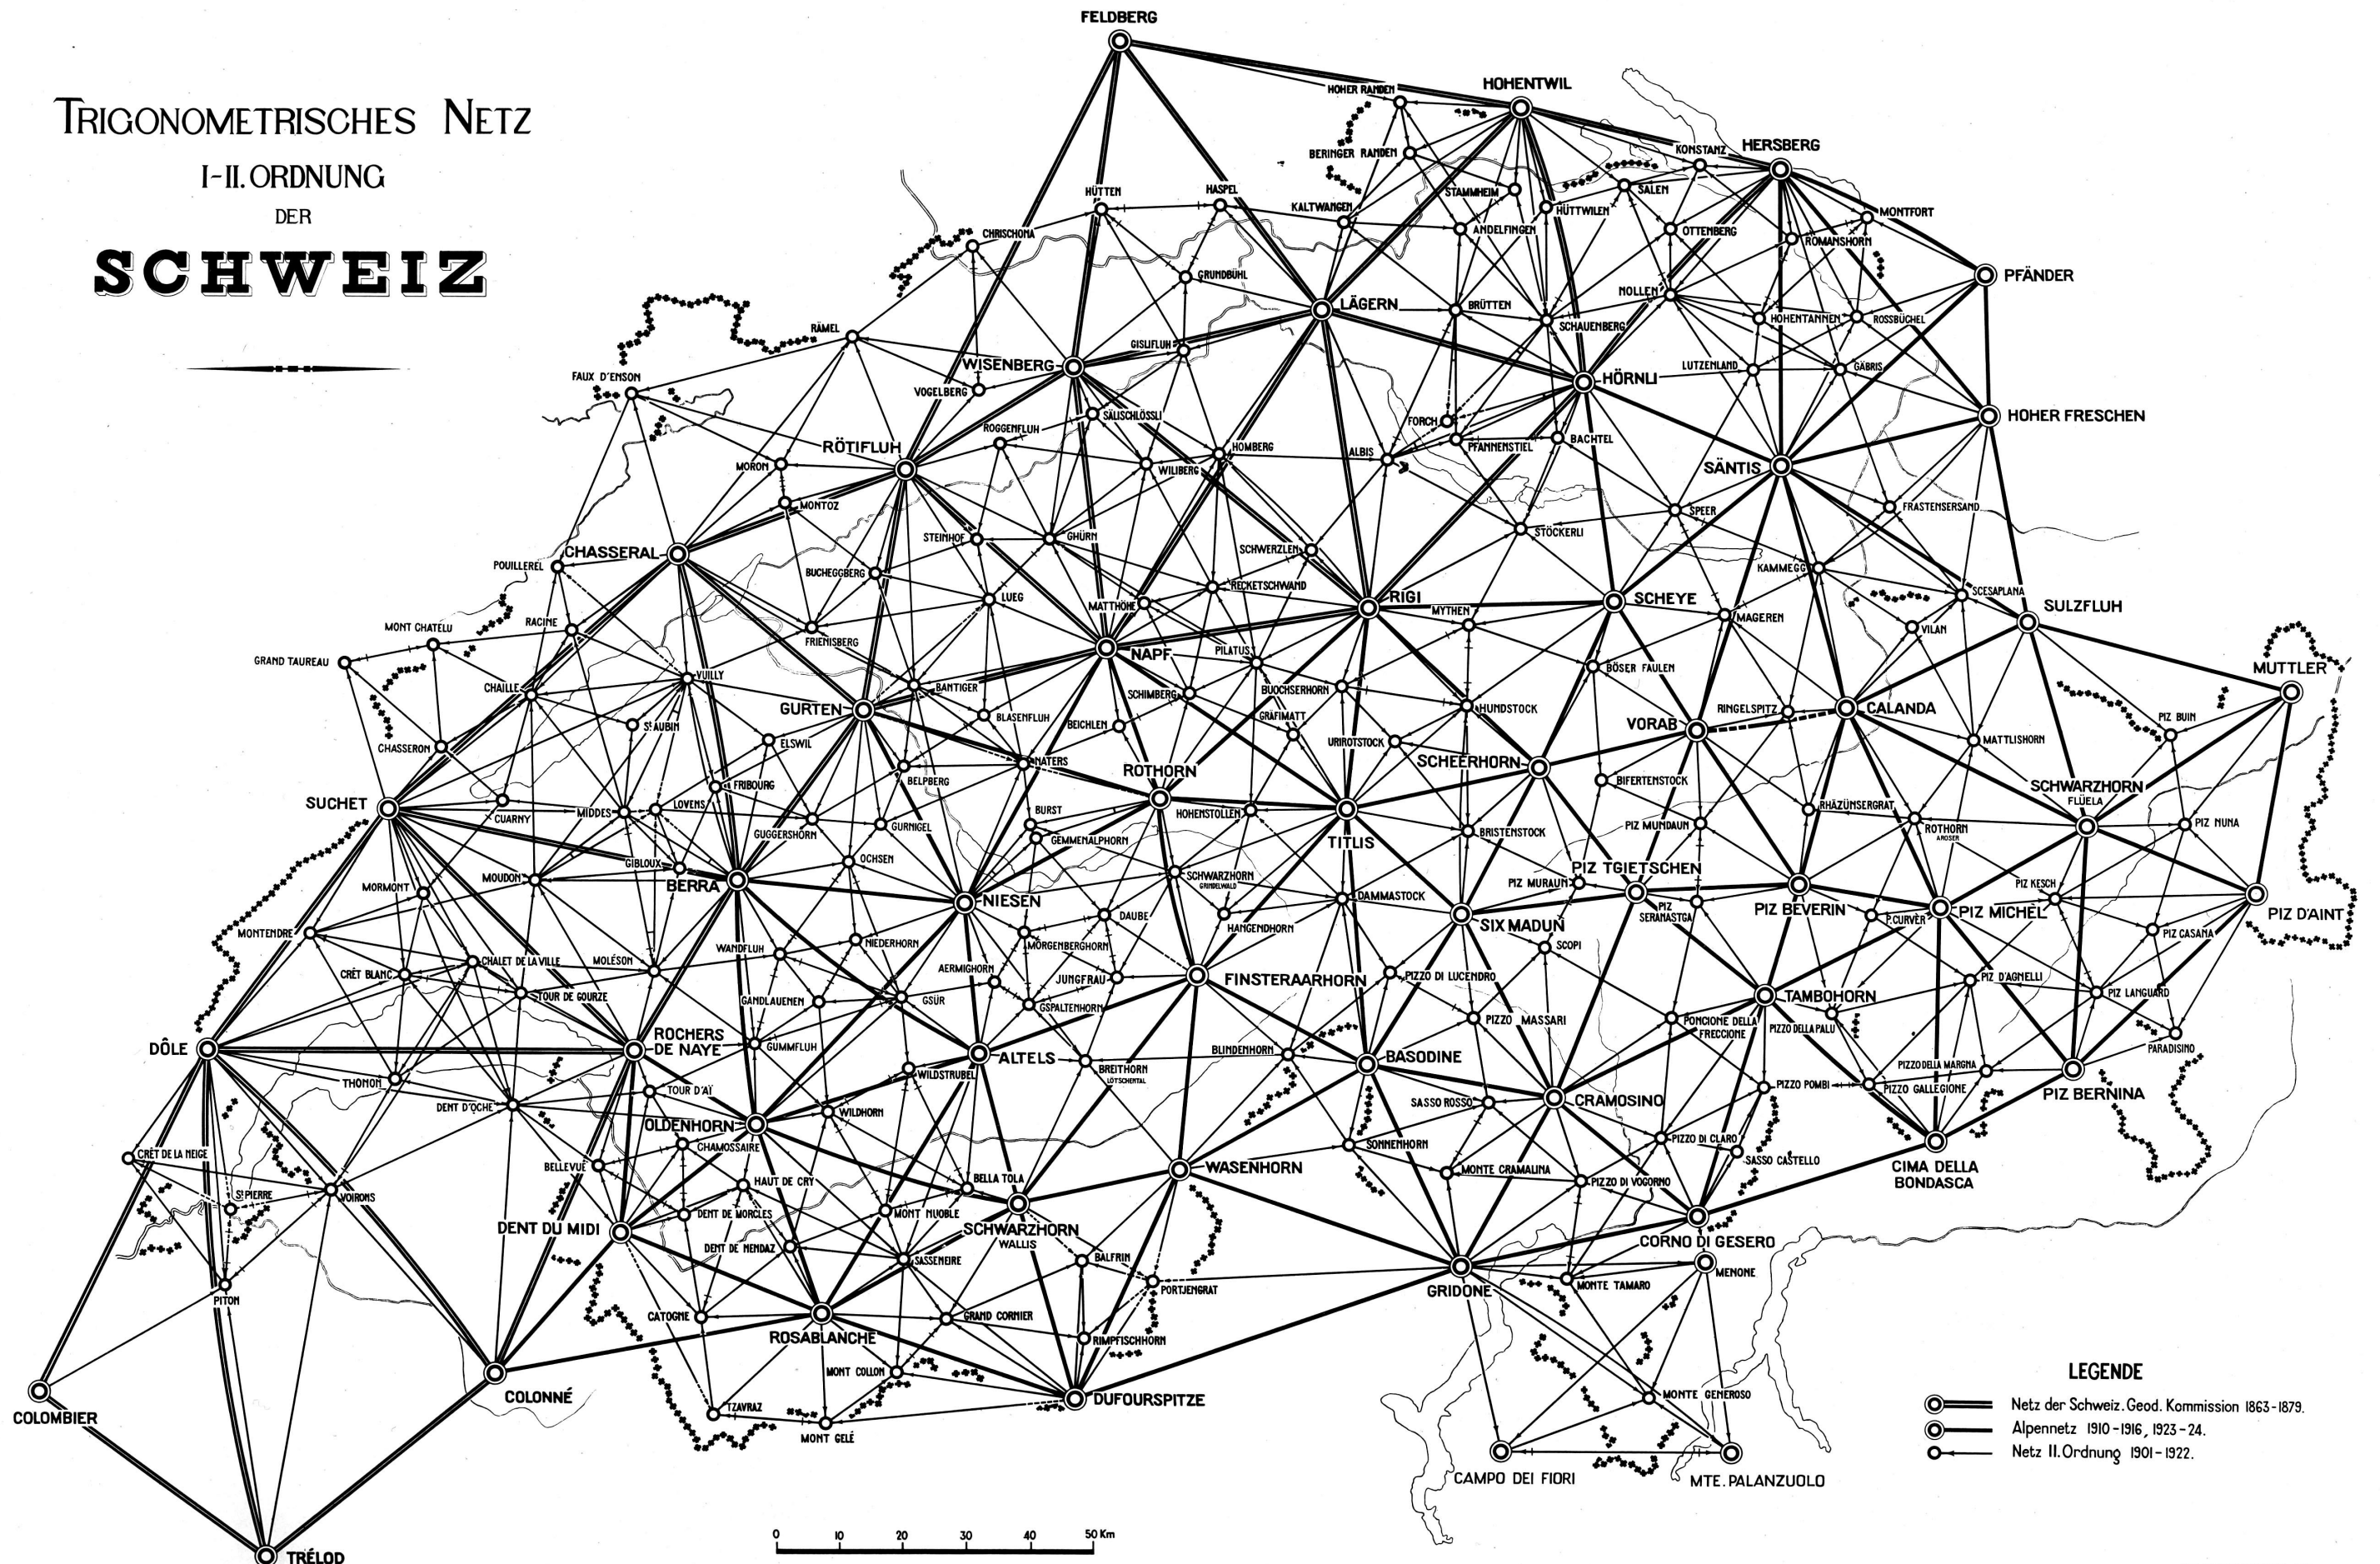 TRIGONOMETRISCHES NETZ
I-II. ORDNUNG
DER
SCHWEIZ
FELDBERG
HOHENTWIL
HOHER RANDEN
BERINGER RANDEN
KONSTANZ
HERSBERG
STAMMHEIM
SALEN
HÜTTEN
HASPEL
KALTWANGEN
HÜTTWILEN
MONTFORT
CHRISCHONA
ANDELFINGEN
OTTENBERG
ROMANSHORN
GRUNDBÜHL
PFÄNDER
NOLLEN
LÄGERN
BRÜTTEN
HOHENTANNEN
ROSSBÜCHEL
RÄMEL
SCHAUENBERG
GISLIFLUH
WISENBERG
LUTZENLAND
GÄBRIS
FAUX D'ENSON
VOGELBERG
HÖRNLI
SÄLISCHLÖSSLI
HOHER FRESCHEN
ROGGENFLUH
FORCH
RÖTIFLUH
HOMBERG
ALBIS
PFANNENSTIEL
BACHTEL
MORON
WILIBERG
SÄNTIS
MONTOZ
SPEER
FRASTENSERSAND
STEINHOF
GHÜRN
STÖCKERLI
CHASSERAL
SCHWERZLEN
POUILLEREL
BUCHEGGBERG
KAMMEGG
RECKETSCHWAND
LUEG
MATTHÖHE
RIGI
MYTHEN
SCHEYE
SCESAPLANA
SULZFLUH
MONT CHATELU
RACINE
FRIENISBERG
MAGEREN
VILAN
GRAND TAUREAU
NAPF
PILATUS
BÖSER FAULEN
MUTTLER
CHAILLE
VUILLY
BANTIGER
SCHIMBERG
BUOCHSERHORN
GURTEN
BLASENFLUH
BEICHLEN
GRÄFIMATT
HUNDSTOCK
VORAB
RINGELSPITZ
CALANDA
PIZ BUIN
ST. AUBIN
CHASSERON
ELSWIL
URIROTSTOCK
MATTLISHORN
NATERS
SCHEERHORN
BELPBERG
ROTHORN
BIFERTENSTOCK
FRIBOURG
SCHWARZHORN
FLÜELA
SUCHET
CUARNY
MIDDES
LOVENS
BURST
HOHENSTOLLEN
RHÄZÜNSERGRAT
GUGGERSHORN
GURNIGEL
GEMMENALPHORN
TITLIS
BRISTENSTOCK
PIZ MUNDAUN
ROTHORN
AROSER
PIZ NUNA
GIBLOUX
OCHSEN
MOUDON
BERRA
SCHWARZHORN
GRINDELWALD
PIZ TGIETSCHEN
PIZ MURAUN
PIZ KESCH
MORMONT
NIESEN
DAMMASTOCK
PIZ
SERANASTGA
PIZ BEVERIN
PIZ MICHÈL
PIZ D'AINT
DAUBE
HANGENDHORN
SIX MADUN
P. CURVÈR
MONTENDRE
WANDFLUH
NIEDERHORN
MORGENBERGHORN
SCOPI
PIZ CASANA
CRÊT BLANC
CHALET DE LA VILLE
MOLÉSON
AERMIGHORN
JUNGFRAU
FINSTERAARHORN
PIZZO DI LUCENDRO
PIZ D'AGNELLI
TOUR DE GOURZE
GANDLAUENEN
GSÜR
GSPALTENHORN
TAMBOHORN
PIZ LANGUARD
PIZZO MASSARI
PONCIONE DELLA
FRECCIONE
PIZZO DELLA PALU
ROCHERS
DE NAYE
DÔLE
GUMMFLUH
ALTELS
BLINDENHORN
BASODINE
PARADISINO
BREITHORN
LÖTSCHENTAL
PIZZO DELLA MARGNA
THONON
WILDSTRUBEL
TOUR D'AÏ
PIZZO POMBI
PIZZO GALLEGIONE
PIZ BERNINA
DENT D'OCHE
WILDHORN
SASSO ROSSO
CRAMOSINO
OLDENHORN
CHAMOSSAIRE
SONNENHORN
PIZZO DI CLARO
CRÊT DE LA NEIGE
BELLEVUE
WASENHORN
MONTE CRAMALINA
SASSO CASTELLO
CIMA DELLA
BONDASCA
ST. PIERRE
VOIRONS
HAUT DE CRY
BELLA TOLA
PIZZO DI VOGORNO
DENT DE MORCLES
MONT NUOBLE
DENT DU MIDI
SCHWARZHORN
WALLIS
DENT DE NENDAZ
CORNO DI GESERO
SASSENEIRE
BALFRIN
MENONE
PORTJENGRAT
GRIDONE
MONTE TAMARO
PITON
CATOGNE
ROSABLANCHE
GRAND CORNIER
RIMPFISCHHORN
LEGENDE
MONT COLLON
COLONNÉ
DUFOURSPITZE
MONTE GENEROSO
Netz der Schweiz. Geod. Kommission 1863-1879.
COLOMBIER
TZAVRAZ
Alpennetz 1910-1916, 1923-24.
MONT GELÉ
Netz II. Ordnung 1901-1922.
CAMPO DEI FIORI
MTE. PALANZUOLO
0 10 20 30 40 50 Km
TRÉLOD